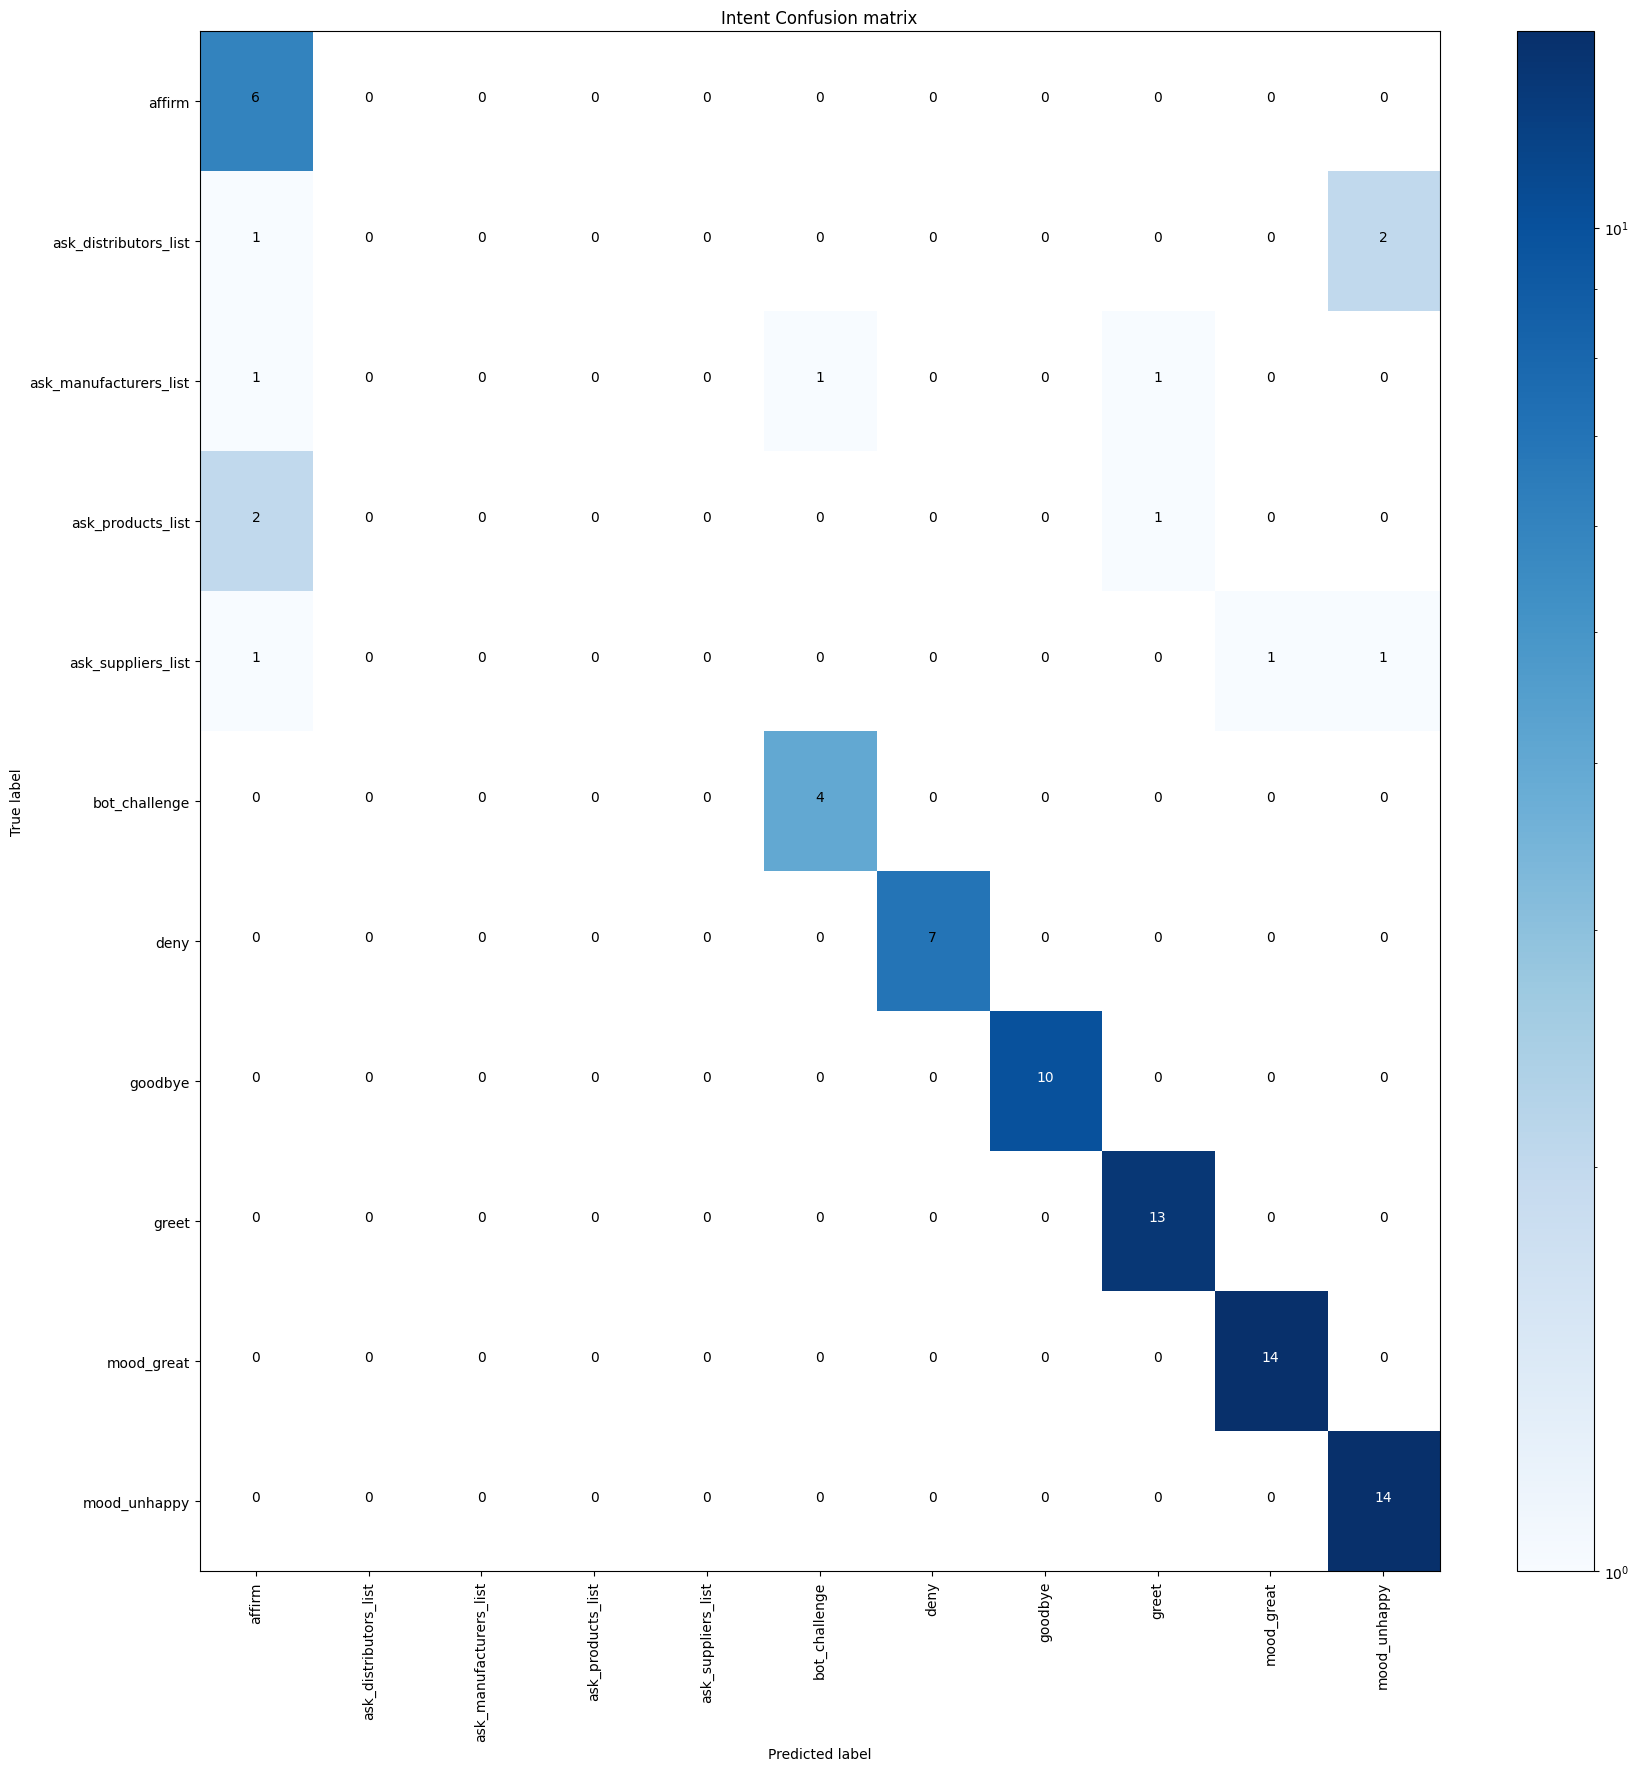 Intent Confusion matrix
affirm 6 0 0 0 0 0 0 0 0 0 0
ask_distributors_list 1 0 0 0 0 0 0 0 0 0 2
ask_manufacturers_list 1 0 0 0 0 1 0 0 1 0 0
ask_products_list 2 0 0 0 0 0 0 0 1 0 0
ask_suppliers_list 1 0 0 0 0 0 0 0 0 1 1
bot_challenge 0 0 0 0 0 4 0 0 0 0 0
deny 0 0 0 0 0 0 7 0 0 0 0
goodbye 0 0 0 0 0 0 0 10 0 0 0
greet 0 0 0 0 0 0 0 0 13 0 0
mood_great 0 0 0 0 0 0 0 0 0 14 0
mood_unhappy 0 0 0 0 0 0 0 0 0 0 14
True label
affirm
ask_distributors_list
ask_manufacturers_list
ask_products_list
ask_suppliers_list
bot_challenge
deny
goodbye
greet
mood_great
mood_unhappy
Predicted label
10¹
10⁰